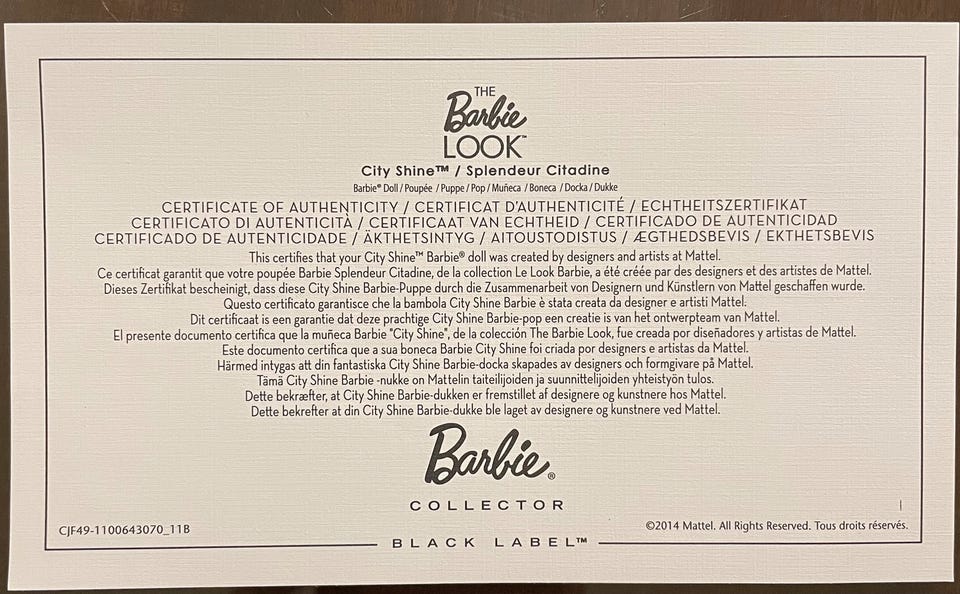 THE
Barbie
LOOK™
City Shine™ / Splendeur Citadine
Barbie® Doll / Poupée / Puppe / Pop / Muñeca / Boneca / Docka / Dukke
CERTIFICATE OF AUTHENTICITY / CERTIFICAT D'AUTHENTICITÉ / ECHTHEITSZERTIFIKAT
CERTIFICATO DI AUTENTICITÀ / CERTIFICAAT VAN ECHTHEID / CERTIFICADO DE AUTENTICIDAD
CERTIFICADO DE AUTENTICIDADE / ÄKTHETSINTYG / AITOUSTODISTUS / ÆGTHEDSBEVIS / EKTHETSBEVIS
This certifies that your City Shine™ Barbie® doll was created by designers and artists at Mattel.
Ce certificat garantit que votre poupée Barbie Splendeur Citadine, de la collection Le Look Barbie, a été créée par des designers et des artistes de Mattel.
Dieses Zertifikat bescheinigt, dass diese City Shine Barbie-Puppe durch die Zusammenarbeit von Designern und Künstlern von Mattel geschaffen wurde.
Questo certificato garantisce che la bambola City Shine Barbie è stata creata da designer e artisti Mattel.
Dit certificaat is een garantie dat deze prachtige City Shine Barbie-pop een creatie is van het ontwerpteam van Mattel.
El presente documento certifica que la muñeca Barbie "City Shine", de la colección The Barbie Look, fue creada por diseñadores y artistas de Mattel.
Este documento certifica que a sua boneca Barbie City Shine foi criada por designers e artistas da Mattel.
Härmed intygas att din fantastiska City Shine Barbie-docka skapades av designers och formgivare på Mattel.
Tämä City Shine Barbie -nukke on Mattelin taiteilijoiden ja suunnittelijoiden yhteistyön tulos.
Dette bekræfter, at City Shine Barbie-dukken er fremstillet af designere og kunstnere hos Mattel.
Dette bekrefter at din City Shine Barbie-dukke ble laget av designere og kunstnere ved Mattel.
Barbie®
COLLECTOR
CJF49-1100643070_11B
©2014 Mattel. All Rights Reserved. Tous droits réservés.
BLACK LABEL™